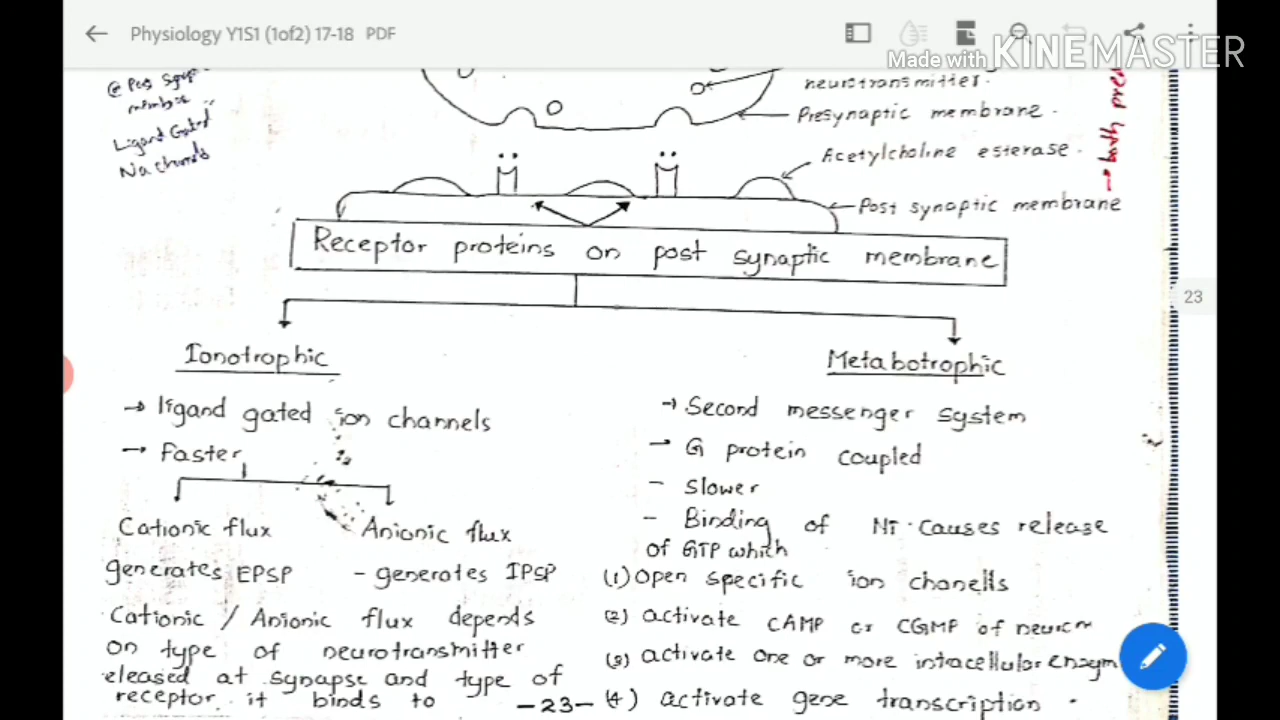 Physiology Y1S1 (1of2) 17-18 PDF
Made with KINEMASTER
@ Pos Synap
membrane
Ligand Gated
Na channels
neurotransmitter.
Presynaptic membrane.
Acetylcholine esterase.
Post synaptic membrane
Receptor proteins on post synaptic membrane
23
Ionotrophic
→ ligand gated ion channels
→ Faster
Cationic flux
Anionic flux
generates EPSP
- generates IPSP
Cationic / Anionic flux depends
on type of neurotransmitter
eleased at synapse and type of
receptor it binds to
Metabotrophic
→ Second messenger system
→ G protein coupled
- Slower
- Binding of NT causes release
of GTP which
(1) Open specific ion chanells
(2) activate CAMP or CGMP of neuron
(3) activate one or more intracellular enzym
(4) activate gene transcription.
-23-